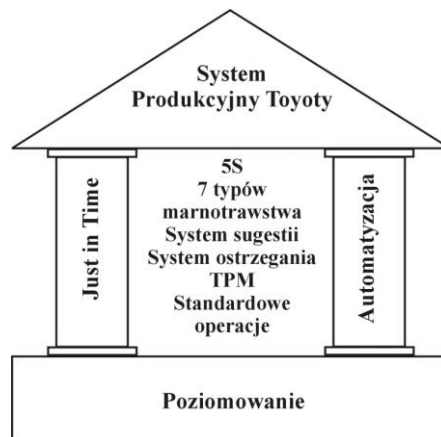 System
Produkcyjny Toyoty
Just in Time
5S
7 typów
marnotrawstwa
System sugestii
System ostrzegania
TPM
Standardowe
operacje
Automatyzacja
Poziomowanie